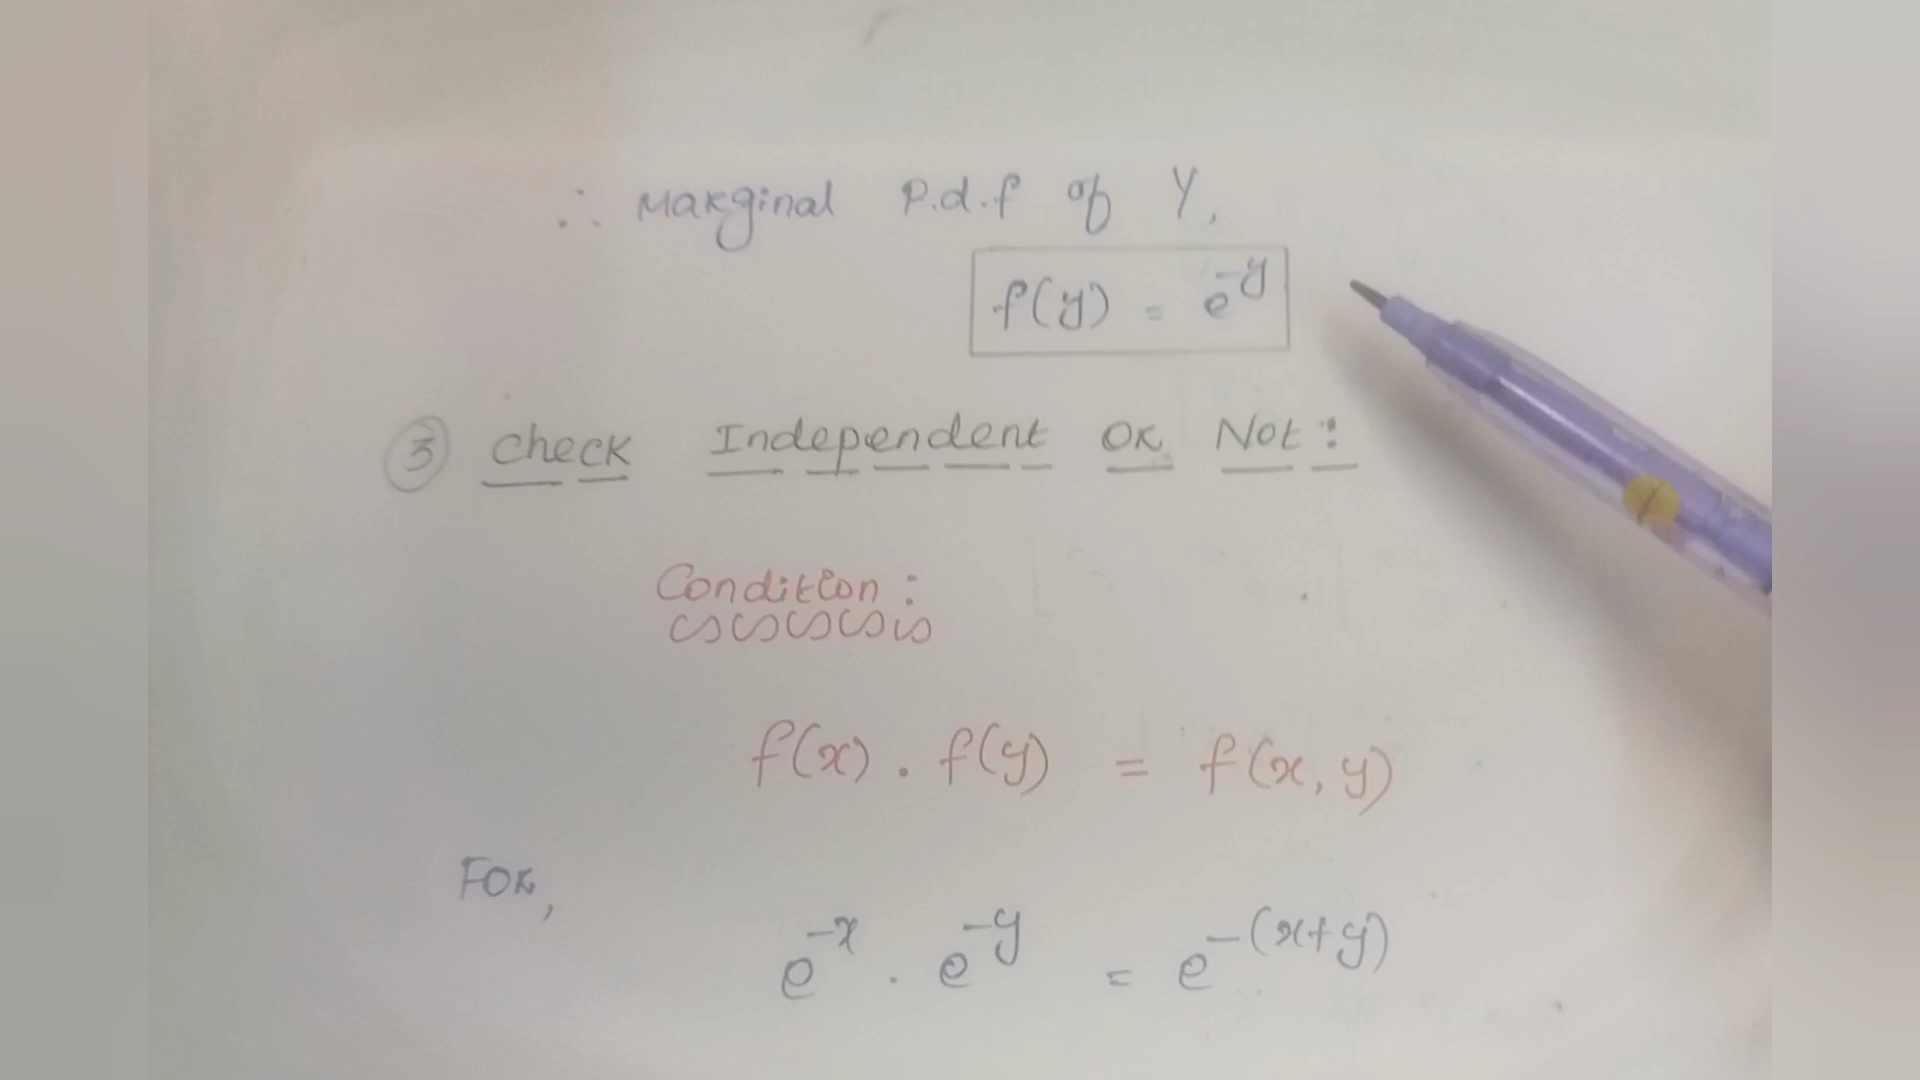 ∴ Marginal P.d.f of Y,
f(y) = e^-y
③ Check Independent or Not:
Condition:
f(x) . f(y) = f(x, y)
For,
e^-x . e^-y = e^-(x+y)